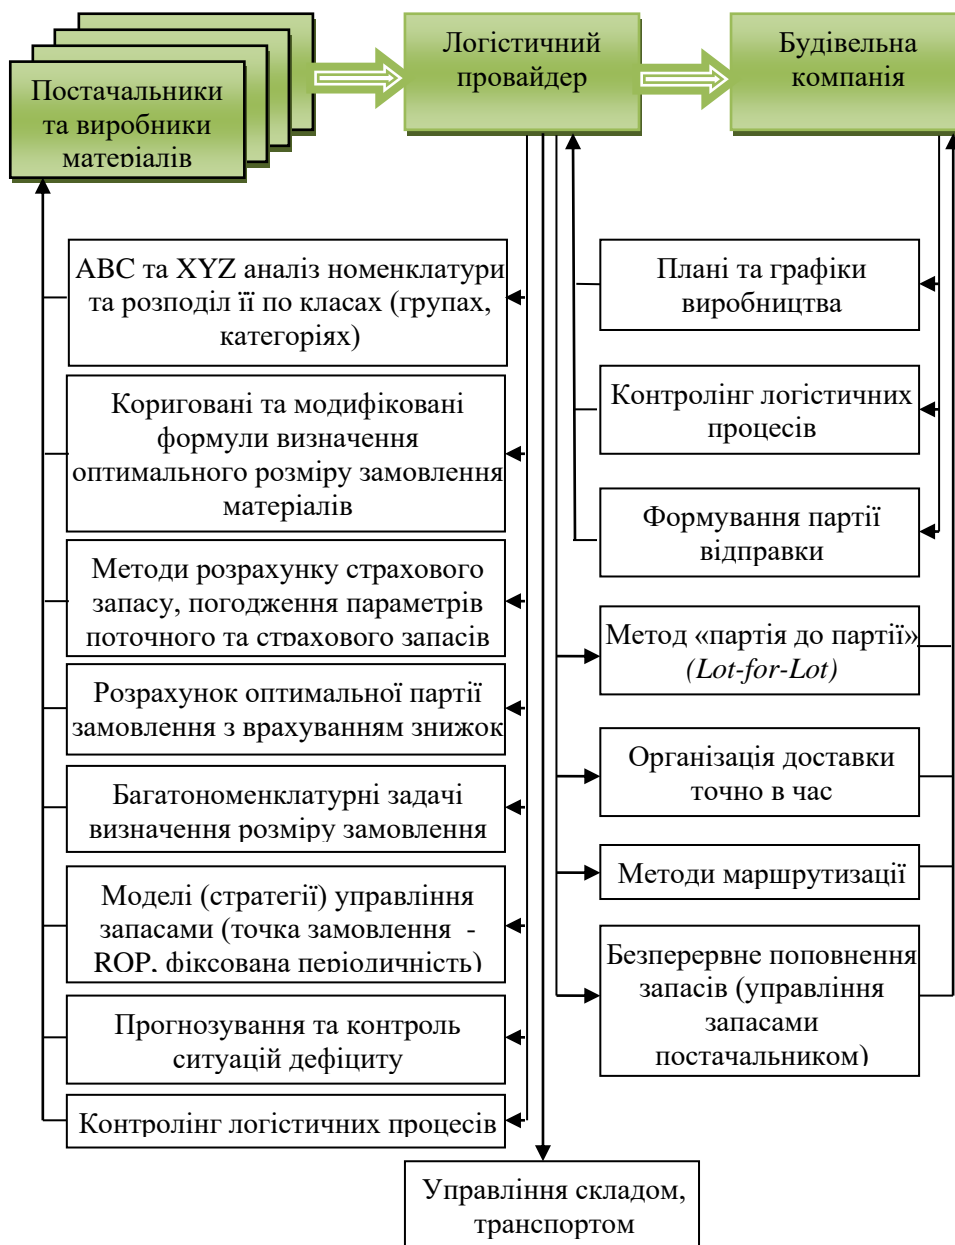 Постачальники
та виробники
матеріалів
Логістичний
провайдер
Будівельна
компанія
ABC та XYZ аналіз номенклатури
та розподіл її по класах (групах,
категоріях)
Кориговані та модифіковані
формули визначення
оптимального розміру замовлення
матеріалів
Методи розрахунку страхового
запасу, погодження параметрів
поточного та страхового запасів
Розрахунок оптимальної партії
замовлення з врахуванням знижок
Багатономенклатурні задачі
визначення розміру замовлення
Моделі (стратегії) управління
запасами (точка замовлення -
ROP, фіксована періодичність)
Прогнозування та контроль
ситуацій дефіциту
Контролінг логістичних процесів
Плані та графіки
виробництва
Контролінг логістичних
процесів
Формування партії
відправки
Метод «партія до партії»
(Lot-for-Lot)
Організація доставки
точно в час
Методи маршрутизації
Безперервне поповнення
запасів (управління
запасами
постачальником)
Управління складом,
транспортом